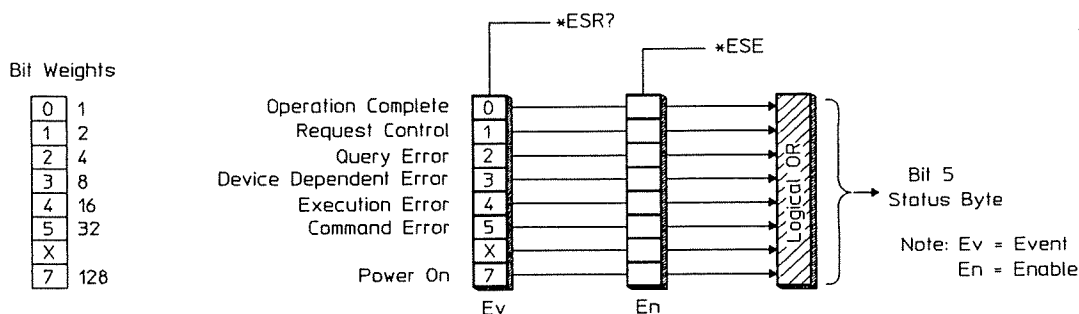 *ESR?
*ESE
Bit Weights
0 1
1 2
2 4
3 8
4 16
5 32
X
7 128
Operation Complete 0
Request Control 1
Query Error 2
Device Dependent Error 3
Execution Error 4
Command Error 5
X
Power On 7
Ev
En
Logical OR
Bit 5
Status Byte
Note: Ev = Event
En = Enable